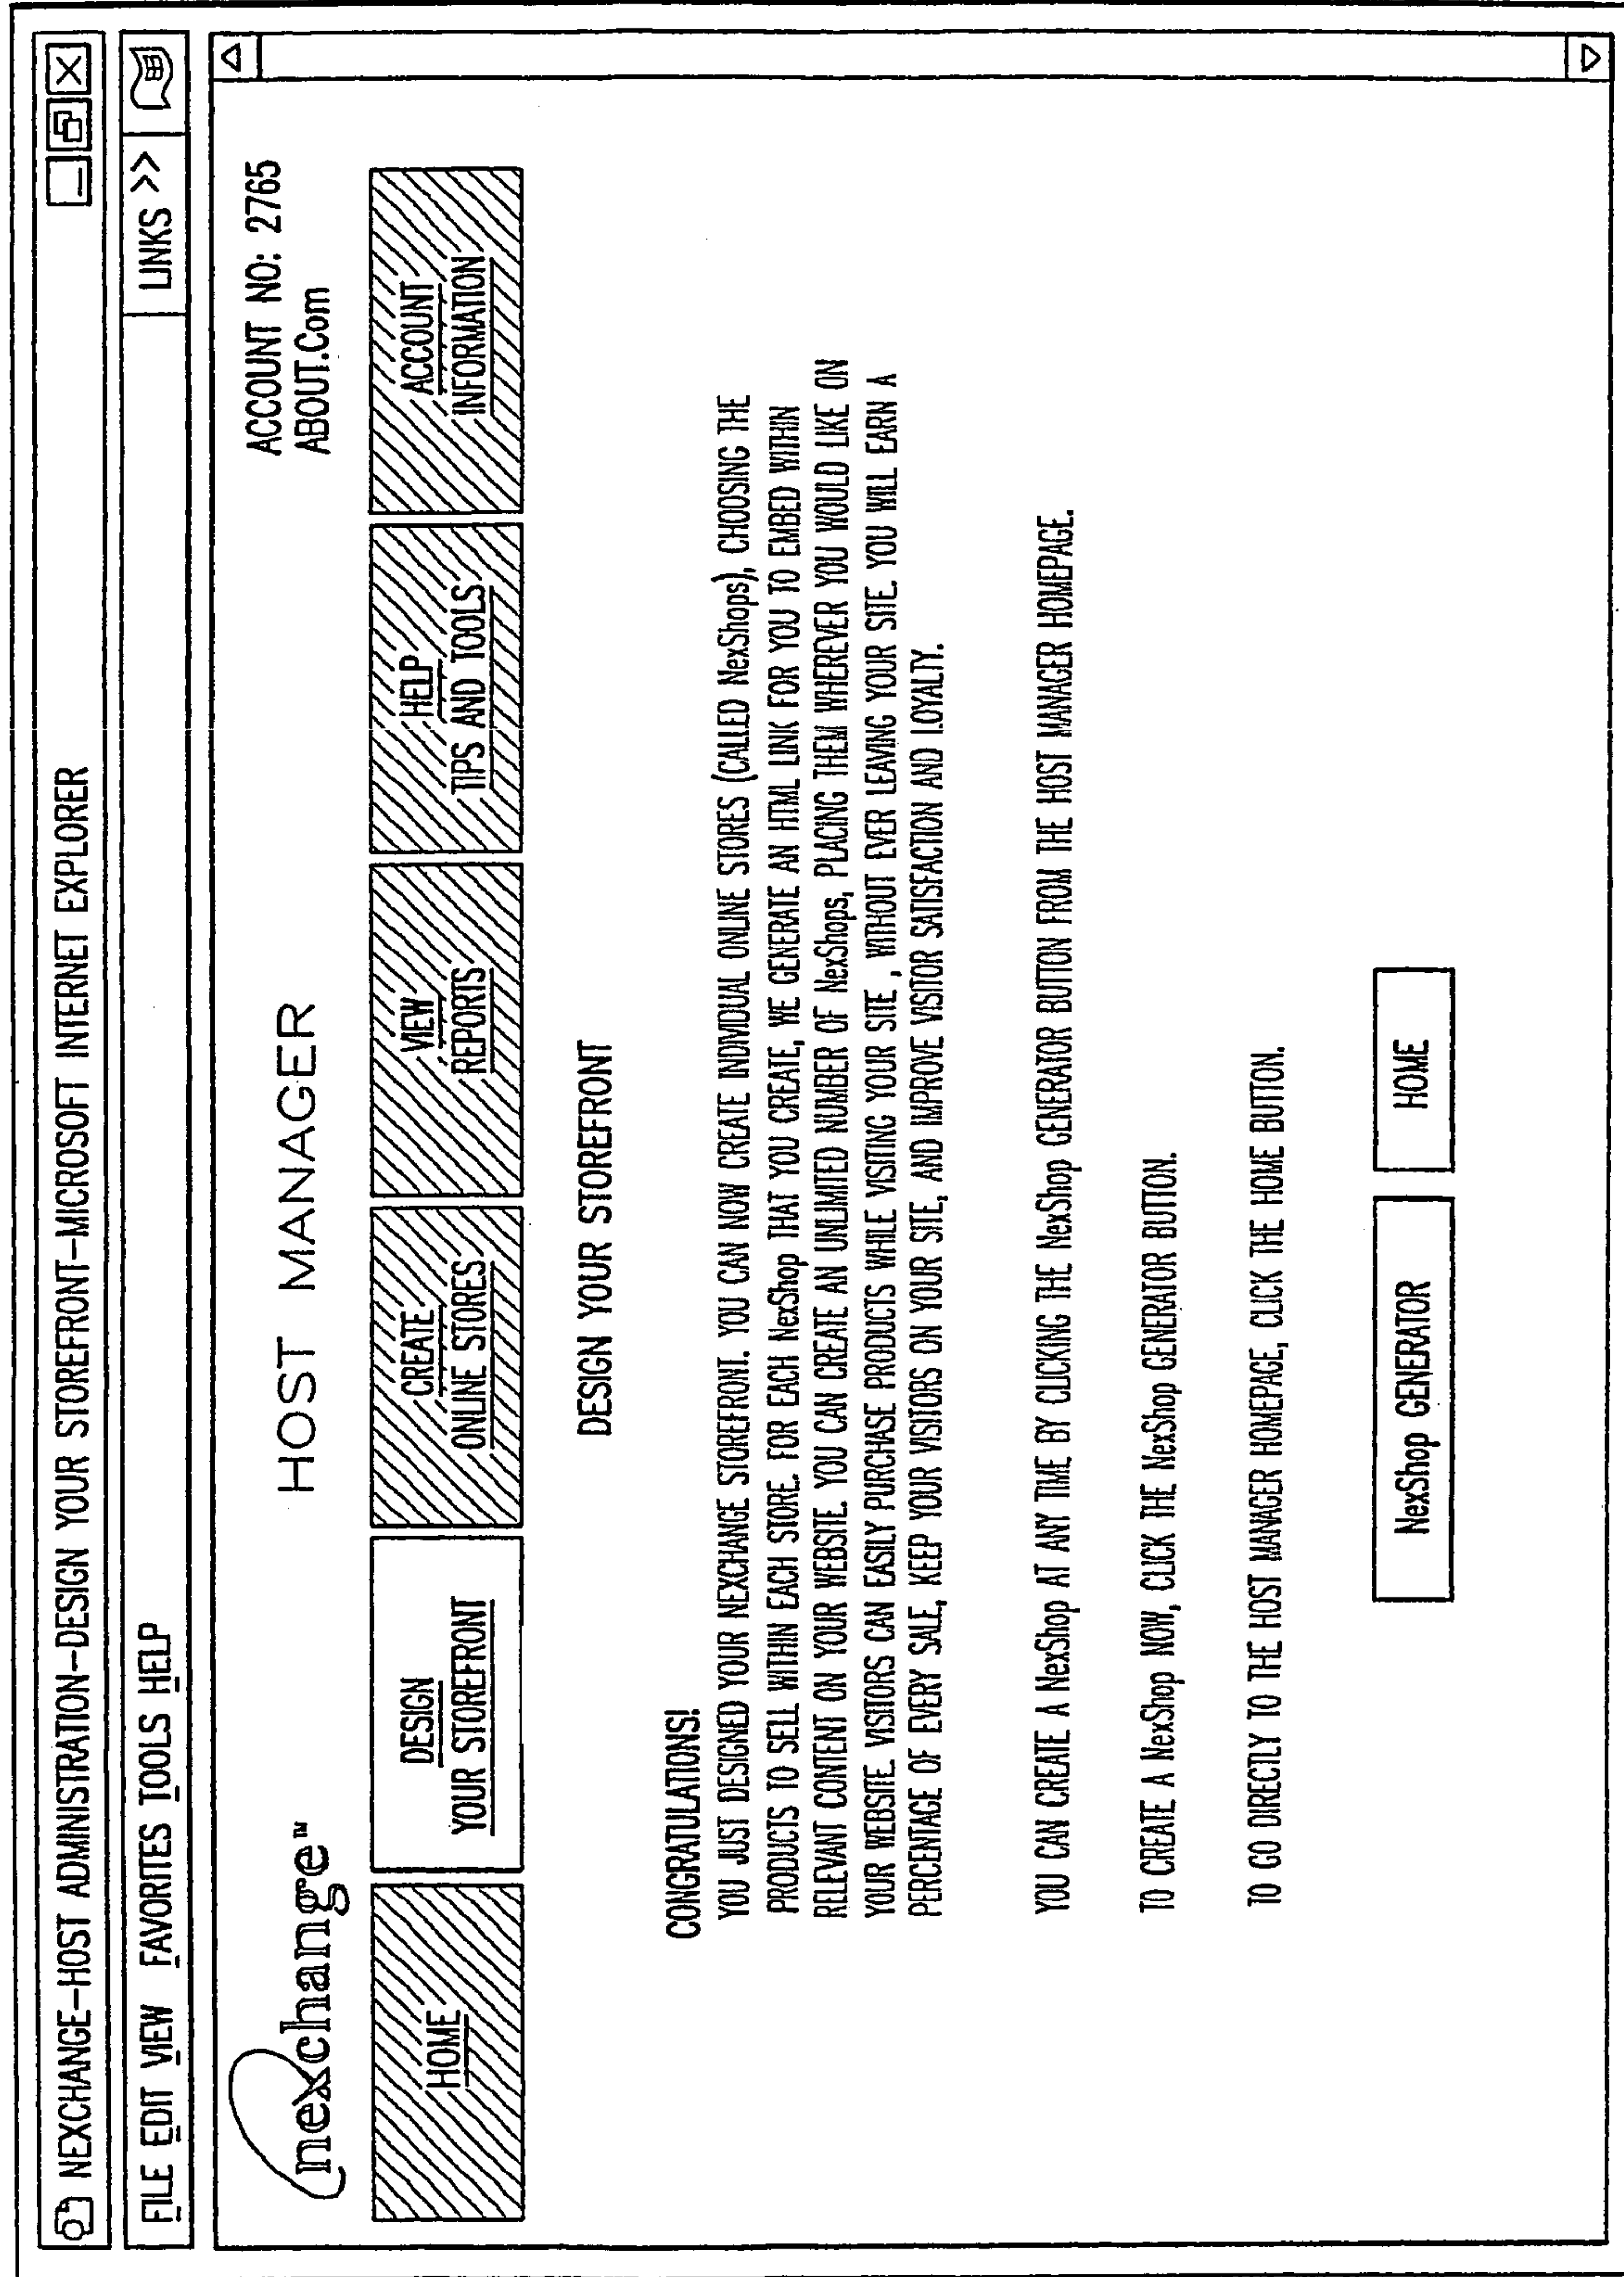 NEXCHANGE-HOST ADMINISTRATION-DESIGN YOUR STOREFRONT-MICROSOFT INTERNET EXPLORER
FILE EDIT VIEW FAVORITES TOOLS HELP
LINKS >>
nexchange™
HOST MANAGER
ACCOUNT NO: 2765
ABOUT.Com
HOME
DESIGN
YOUR STOREFRONT
CREATE
ONLINE STORES
VIEW
REPORTS
HELP
TIPS AND TOOLS
ACCOUNT
INFORMATION
DESIGN YOUR STOREFRONT
CONGRATULATIONS!
YOU JUST DESIGNED YOUR NEXCHANGE STOREFRONT. YOU CAN NOW CREATE INDIVIDUAL ONLINE STORES (CALLED NexShops), CHOOSING THE
PRODUCTS TO SELL WITHIN EACH STORE. FOR EACH NexShop THAT YOU CREATE, WE GENERATE AN HTML LINK FOR YOU TO EMBED WITHIN
RELEVANT CONTENT ON YOUR WEBSITE. YOU CAN CREATE AN UNLIMITED NUMBER OF NexShops, PLACING THEM WHEREVER YOU WOULD LIKE ON
YOUR WEBSITE. VISITORS CAN EASILY PURCHASE PRODUCTS WHILE VISITING YOUR SITE, WITHOUT EVER LEAVING YOUR SITE. YOU WILL EARN A
PERCENTAGE OF EVERY SALE, KEEP YOUR VISITORS ON YOUR SITE, AND IMPROVE VISITOR SATISFACTION AND LOYALTY.
YOU CAN CREATE A NexShop AT ANY TIME BY CLICKING THE NexShop GENERATOR BUTTON FROM THE HOST MANAGER HOMEPAGE.
TO CREATE A NexShop NOW, CLICK THE NexShop GENERATOR BUTTON.
TO GO DIRECTLY TO THE HOST MANAGER HOMEPAGE, CLICK THE HOME BUTTON.
NexShop GENERATOR
HOME